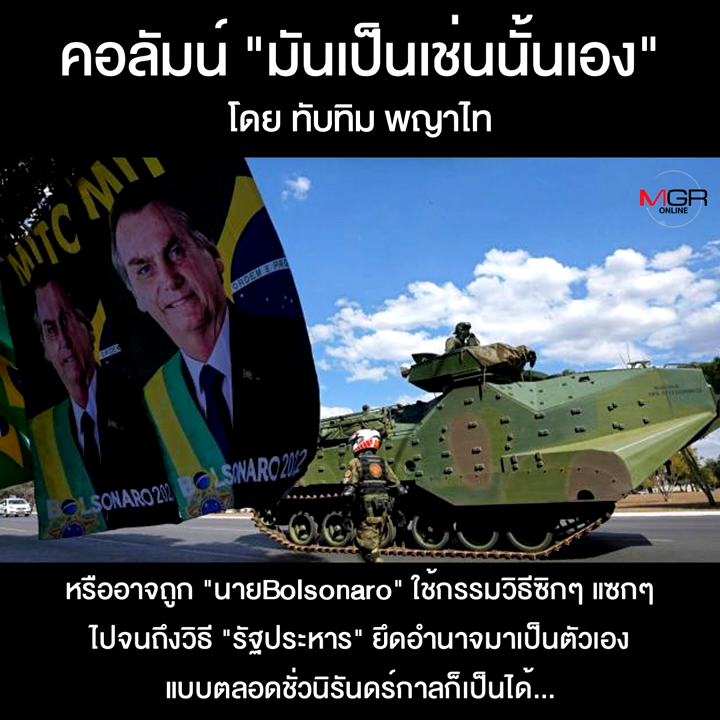 คอลัมน์ "มันเป็นเช่นนั้นเอง"
โดย ทับทิม พญาไท
MGR
ONLINE
MITO
MIT
ORDEM E PR
BOLSONARO 202
BOLSONARO 2022
หรืออาจถูก "นายBolsonaro" ใช้กรรมวิธีซิกๆ แซกๆ
ไปจนถึงวิธี "รัฐประหาร" ยึดอำนาจมาเป็นตัวเอง
แบบตลอดชั่วนิรันดร์กาลก็เป็นได้...